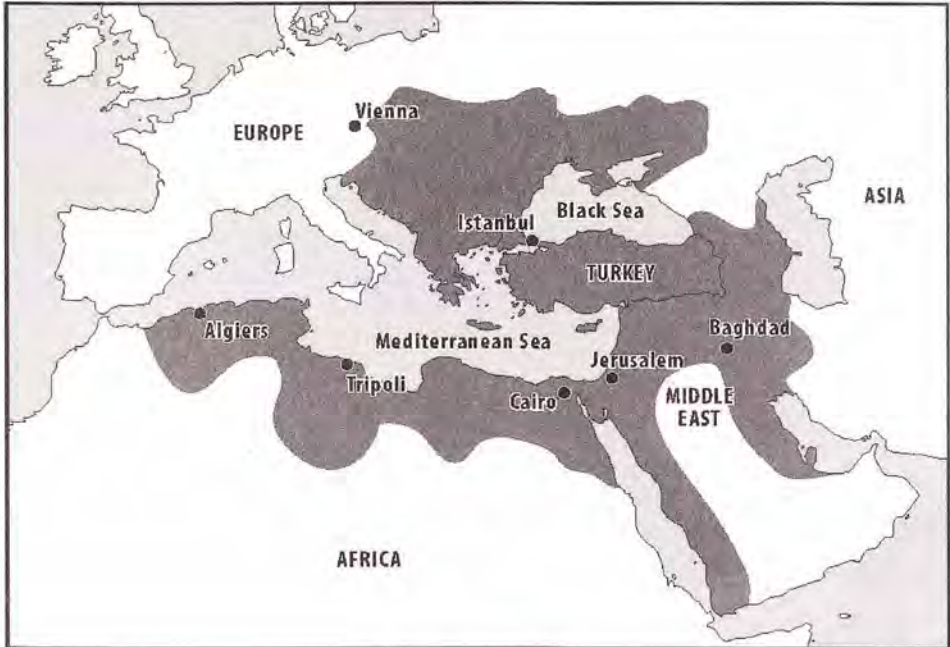 Vienna
EUROPE
ASIA
Black Sea
Istanbul
TURKEY
Algiers
Mediterranean Sea
Baghdad
Jerusalem
Tripoli
Cairo
MIDDLE
EAST
AFRICA